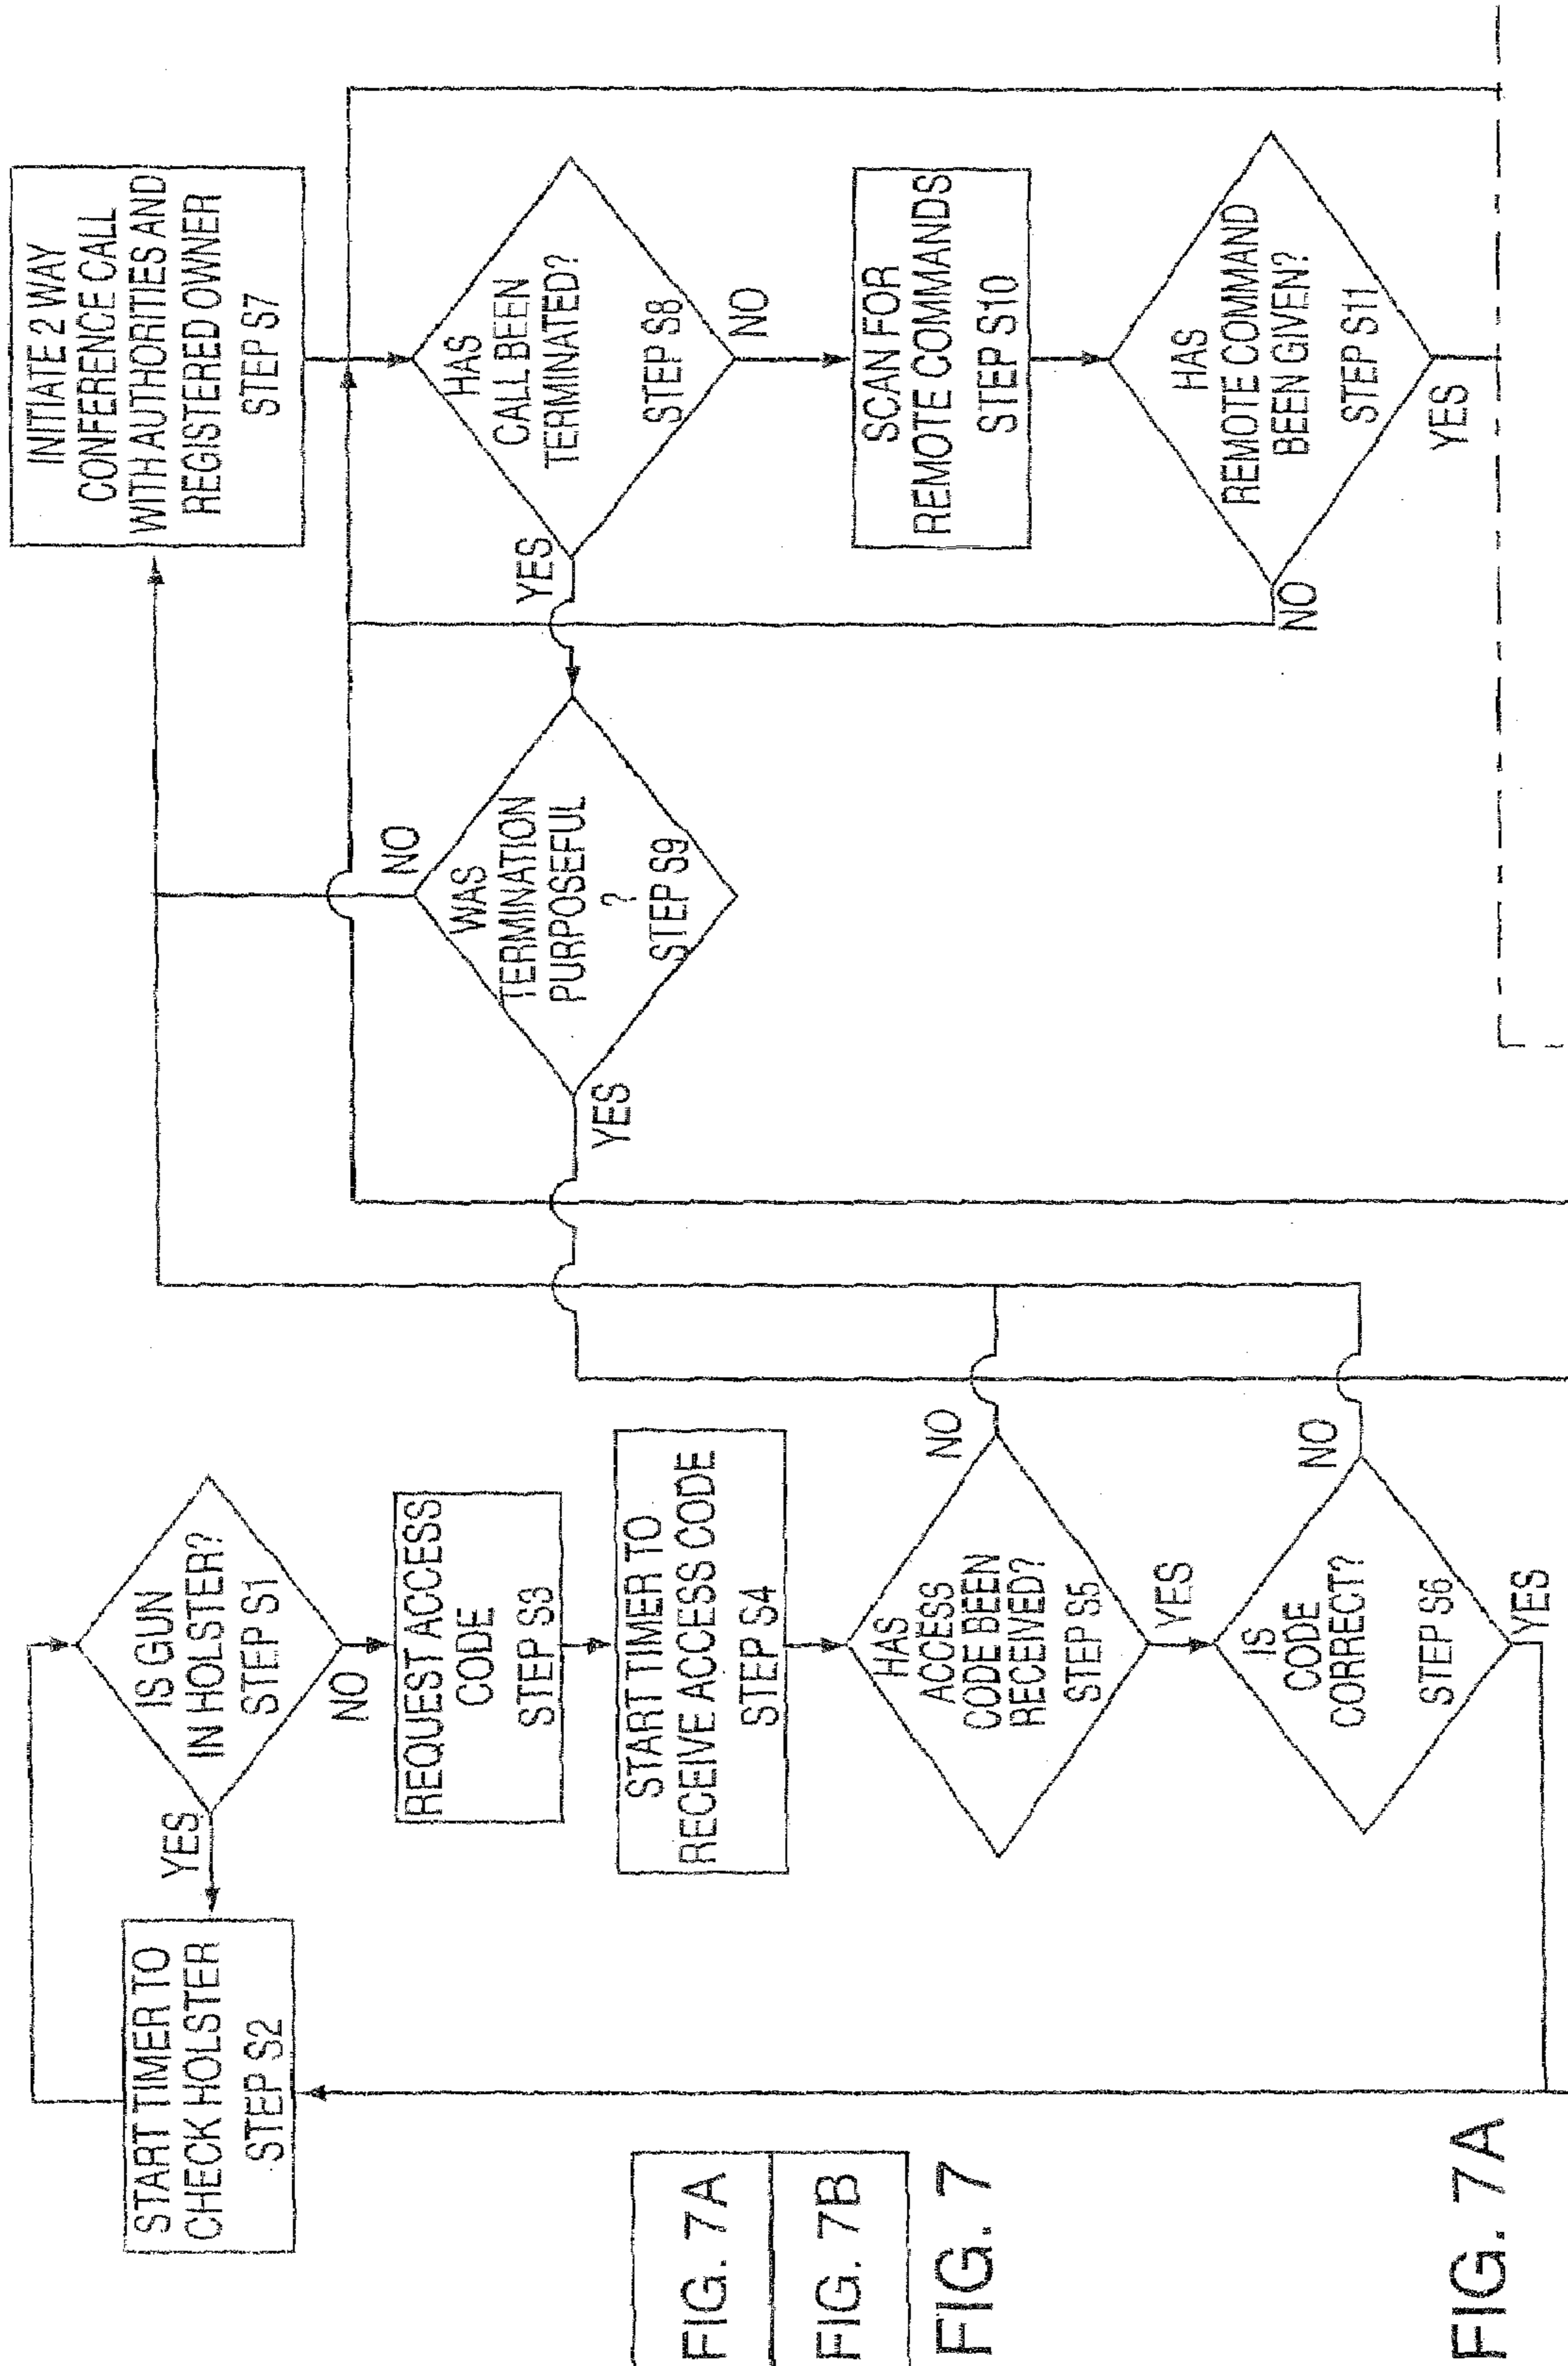 START TIMER TO
CHECK HOLSTER
STEP S2
YES
IS GUN
IN HOLSTER?
STEP S1
NO
REQUEST ACCESS
CODE
STEP S3
START TIMER TO
RECEIVE ACCESS CODE
STEP S4
HAS
ACCESS
CODE BEEN
RECEIVED?
STEP S5
NO
YES
IS
CODE
CORRECT?
STEP S6
NO
YES
INITIATE 2 WAY
CONFERENCE CALL
WITH AUTHORITIES AND
REGISTERED OWNER
STEP S7
HAS
CALL BEEN
TERMINATED?
STEP S8
YES
NO
WAS
TERMINATION
PURPOSEFUL
?
STEP S9
NO
YES
SCAN FOR
REMOTE COMMANDS
STEP S10
HAS
REMOTE COMMAND
BEEN GIVEN?
STEP S11
NO
YES
FIG. 7A
FIG. 7B
FIG. 7
FIG. 7A